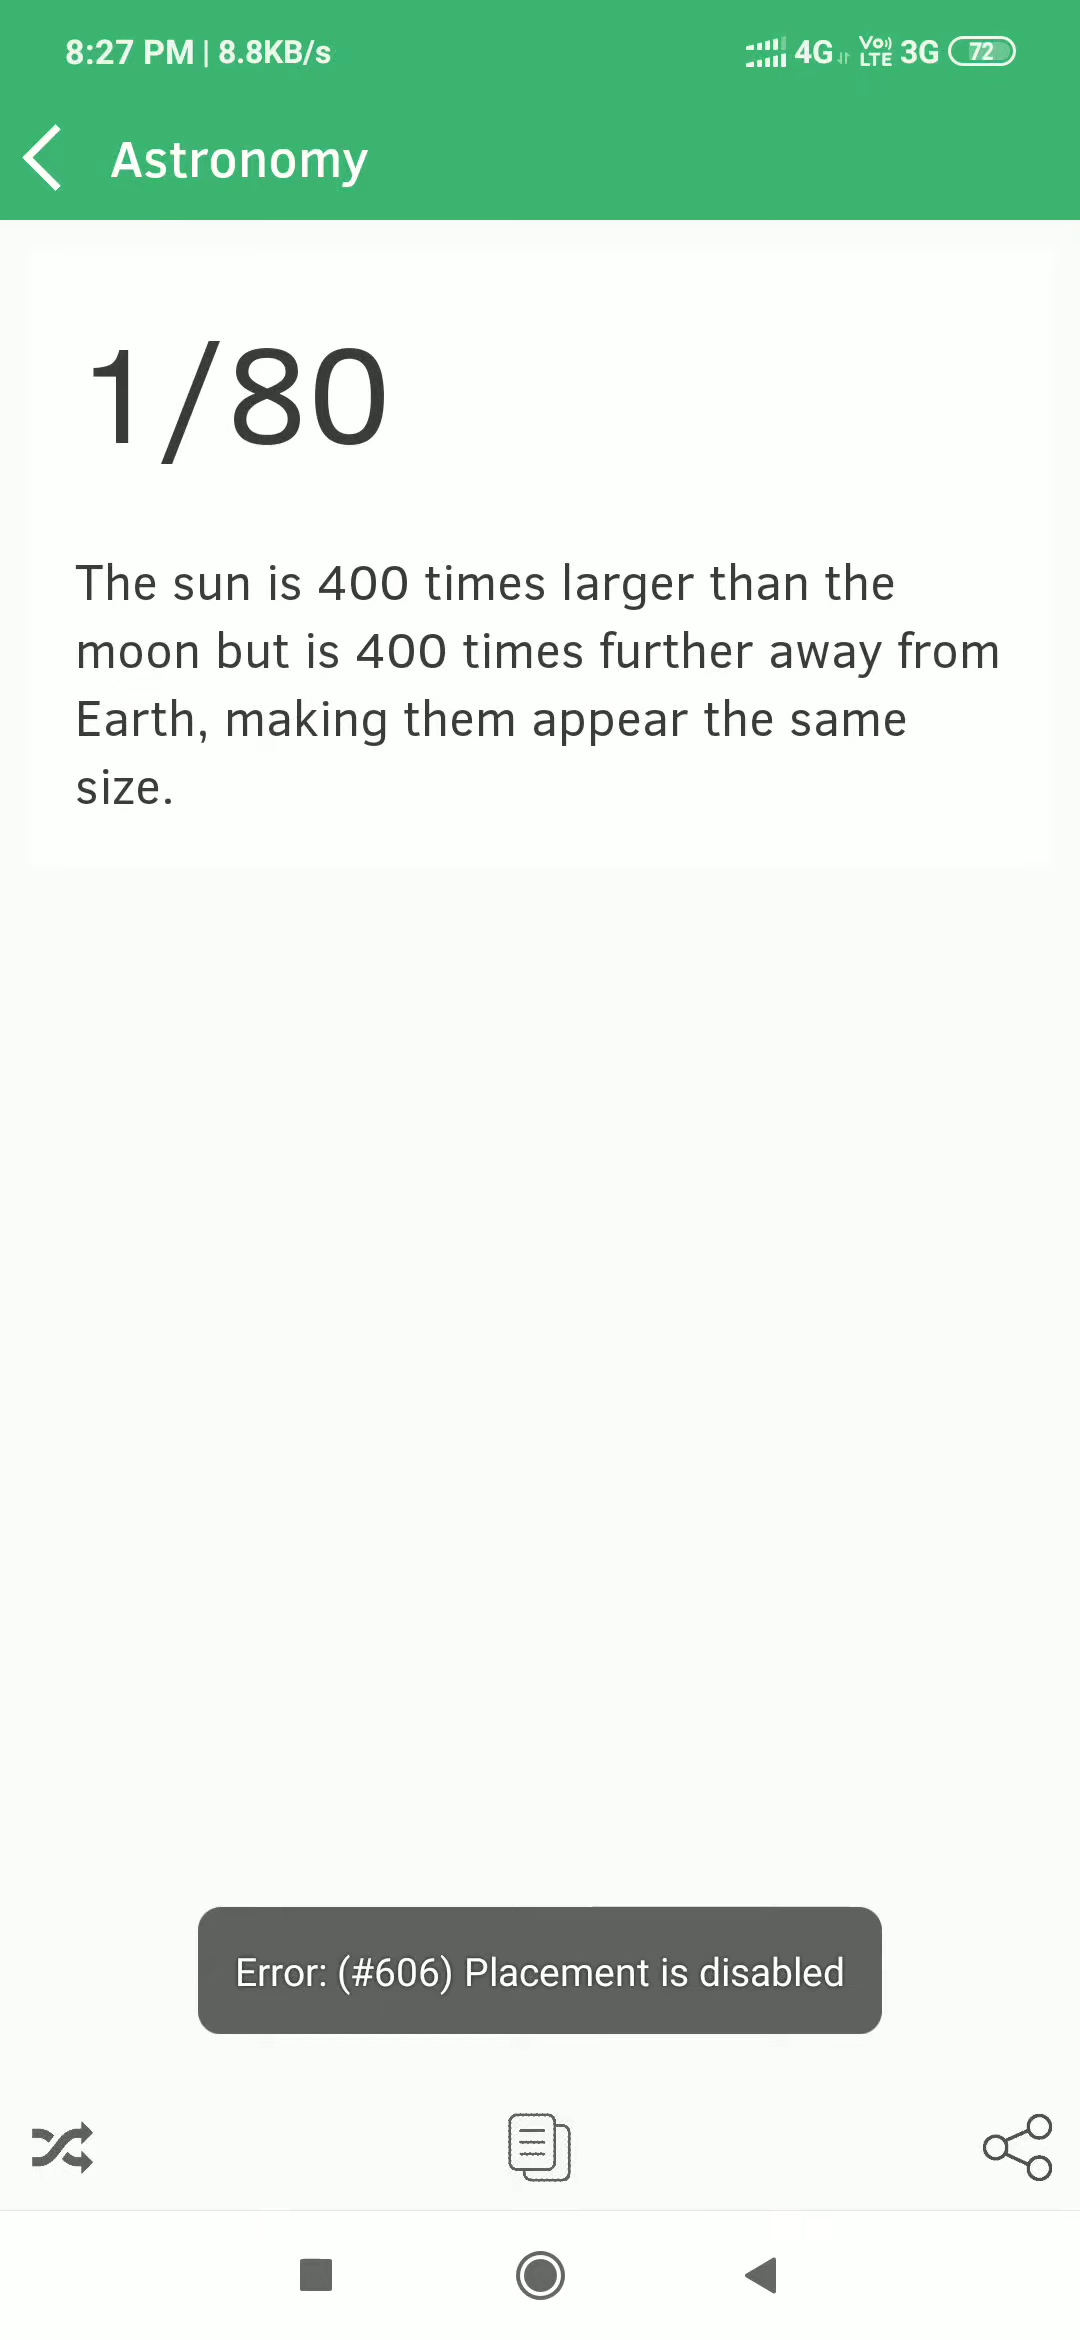 8:27 PM | 8.8KB/s 4G Vo)) LTE 3G 72
Astronomy
1/80
The sun is 400 times larger than the
moon but is 400 times further away from
Earth, making them appear the same
size.
Error: (#606) Placement is disabled